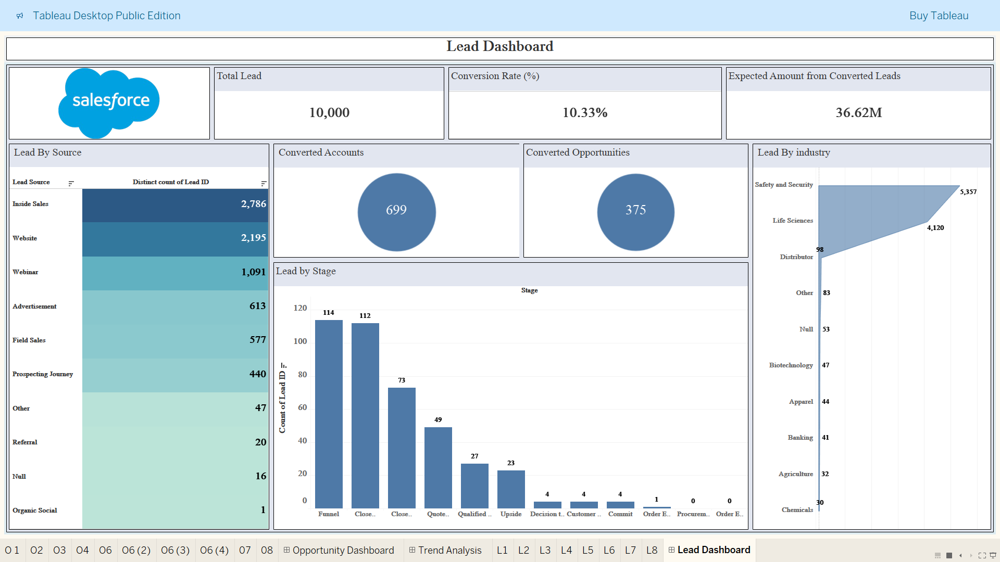 Tableau Desktop Public Edition
Buy Tableau
Lead Dashboard
salesforce
Total Lead
10,000
Conversion Rate (%)
10.33%
Expected Amount from Converted Leads
36.62M
Lead By Source
Lead Source
Distinct count of Lead ID
Inside Sales 2,786
Website 2,195
Webinar 1,091
Advertisement 613
Field Sales 577
Prospecting Journey 440
Other 47
Referral 20
Null 16
Organic Social 1
Converted Accounts
699
Converted Opportunities
375
Lead by Stage
Stage
Count of Lead ID
120
100
80
60
40
20
0
114
112
73
49
27
23
4
4
4
1
0
0
Funnel
Close..
Close..
Quote..
Qualified ..
Upside
Decision t..
Customer ..
Commit
Order E..
Procurem..
Order E..
Lead By industry
Safety and Security 5,357
Life Sciences 4,120
Distributor 98
Other 83
Null 53
Biotechnology 47
Apparel 44
Banking 41
Agriculture 32
Chemicals 30
O 1
O2
O3
O4
O6
O6 (2)
O6 (3)
O6 (4)
O7
O8
Opportunity Dashboard
Trend Analysis
L1
L2
L3
L4
L5
L6
L7
L8
Lead Dashboard